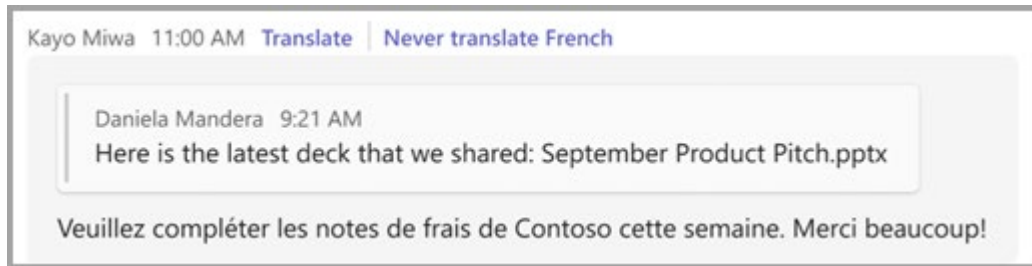 Kayo Miwa 11:00 AM Translate Never translate French
Daniela Mandera 9:21 AM
Here is the latest deck that we shared: September Product Pitch.pptx
Veuillez compléter les notes de frais de Contoso cette semaine. Merci beaucoup!